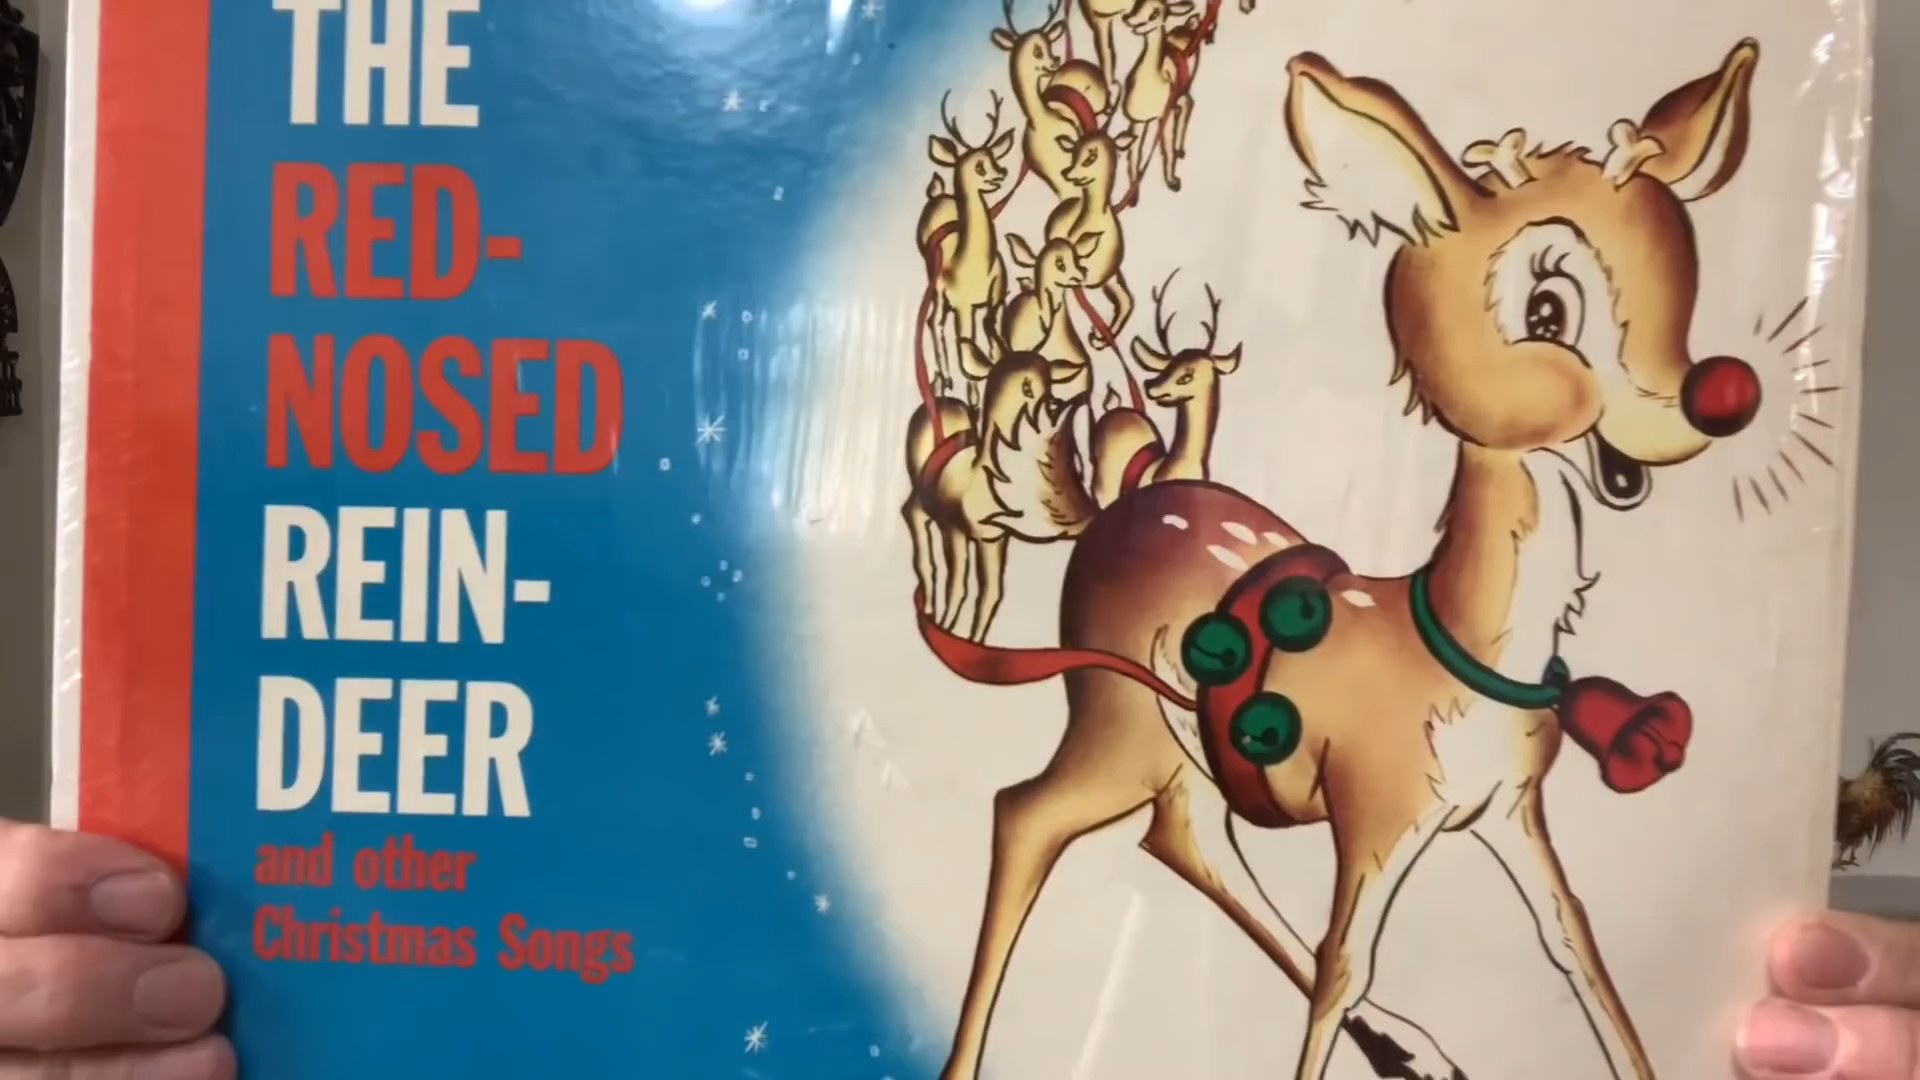 THE
RED-
NOSED
REIN-
DEER
and other
Christmas Songs